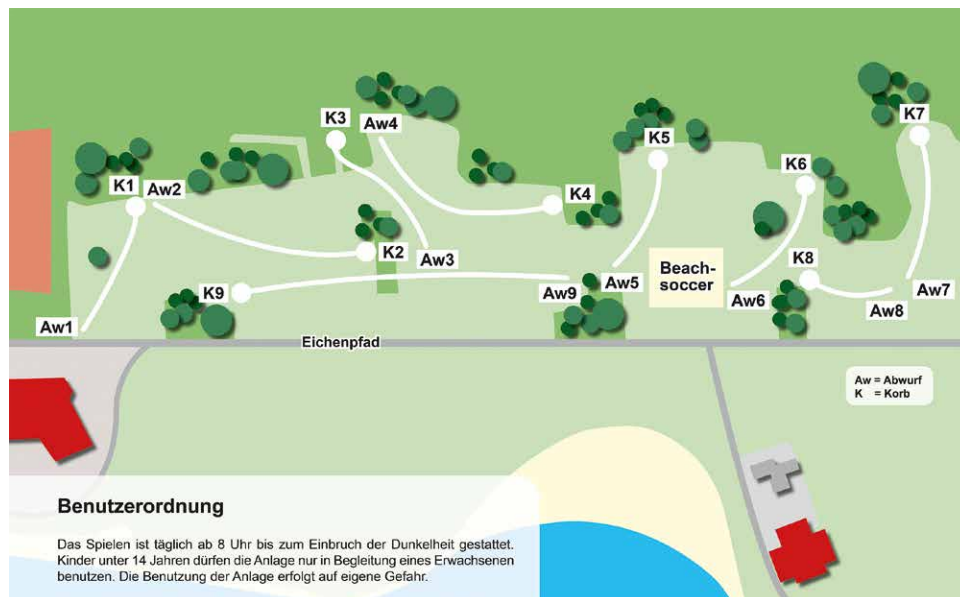 K3
Aw4
K7
K5
K1
Aw2
K6
K4
K2
Aw3
K9
Aw9
Aw5
Beach-
soccer
K8
Aw6
Aw8
Aw7
Aw1
Eichenpfad
Aw = Abwurf
K = Korb
Benutzerordnung
Das Spielen ist täglich ab 8 Uhr bis zum Einbruch der Dunkelheit gestattet.
Kinder unter 14 Jahren dürfen die Anlage nur in Begleitung eines Erwachsenen
benutzen. Die Benutzung der Anlage erfolgt auf eigene Gefahr.